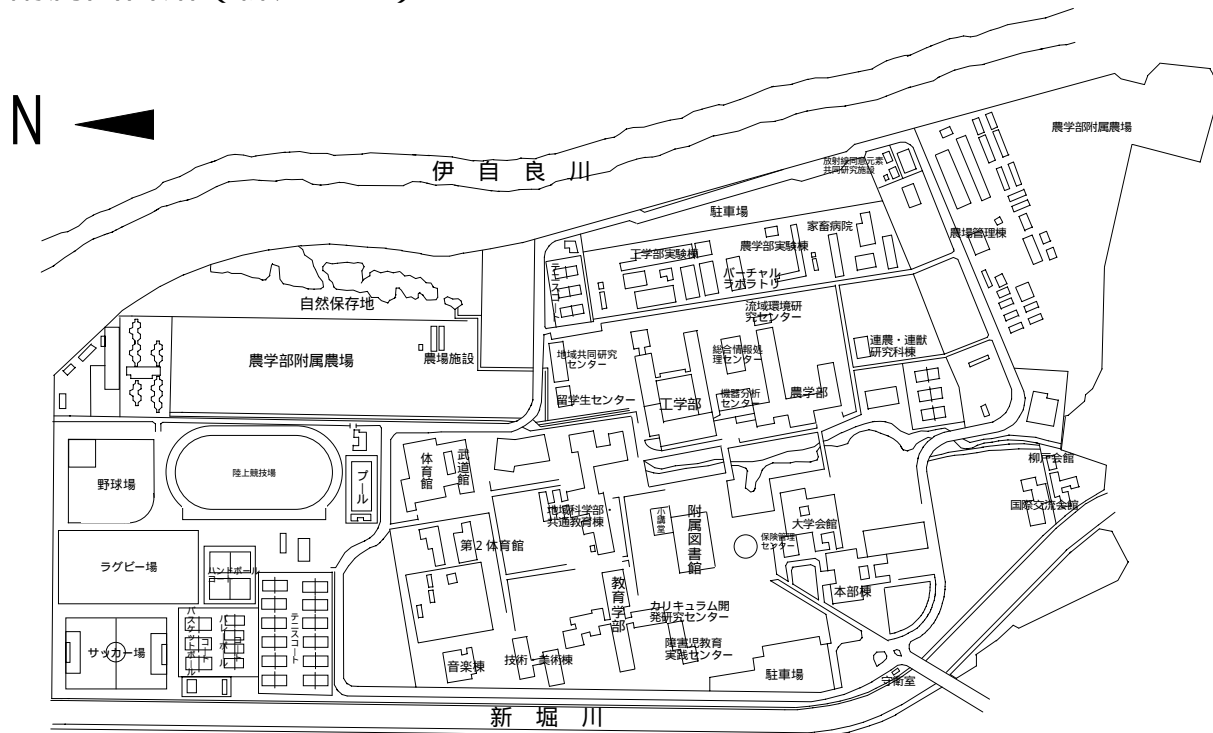 N
農学部附属農場
放射線同意元素
共同研究施設
伊自良川
駐車場
家畜病院
農場管理棟
工学部実験棟
農学部実験棟
バーチャル
ラボラトリ
テニスコート
自然保存地
流域環境研
究センター
農学部附属農場
農場施設
地域共同研究
センター
総合情報処
理センター
連農・連獣
研究科棟
留学生センター
工学部
機器分析
センター
農学部
野球場
陸上競技場
プール
体育館
武道館
柳戸会館
国際交流会館
地域科学部・
共通教育棟
小講堂
附属図書館
大学会館
保険管理
センター
第2体育館
ラグビー場
ハンドボール
コート
教育学部
カリキュラム開
発研究センター
本部棟
サッカー場
バスケットボール
コート
バレーボール
コート
テニスコート
音楽棟
技術・美術棟
障害児教育
実践センター
駐車場
守衛室
新堀川